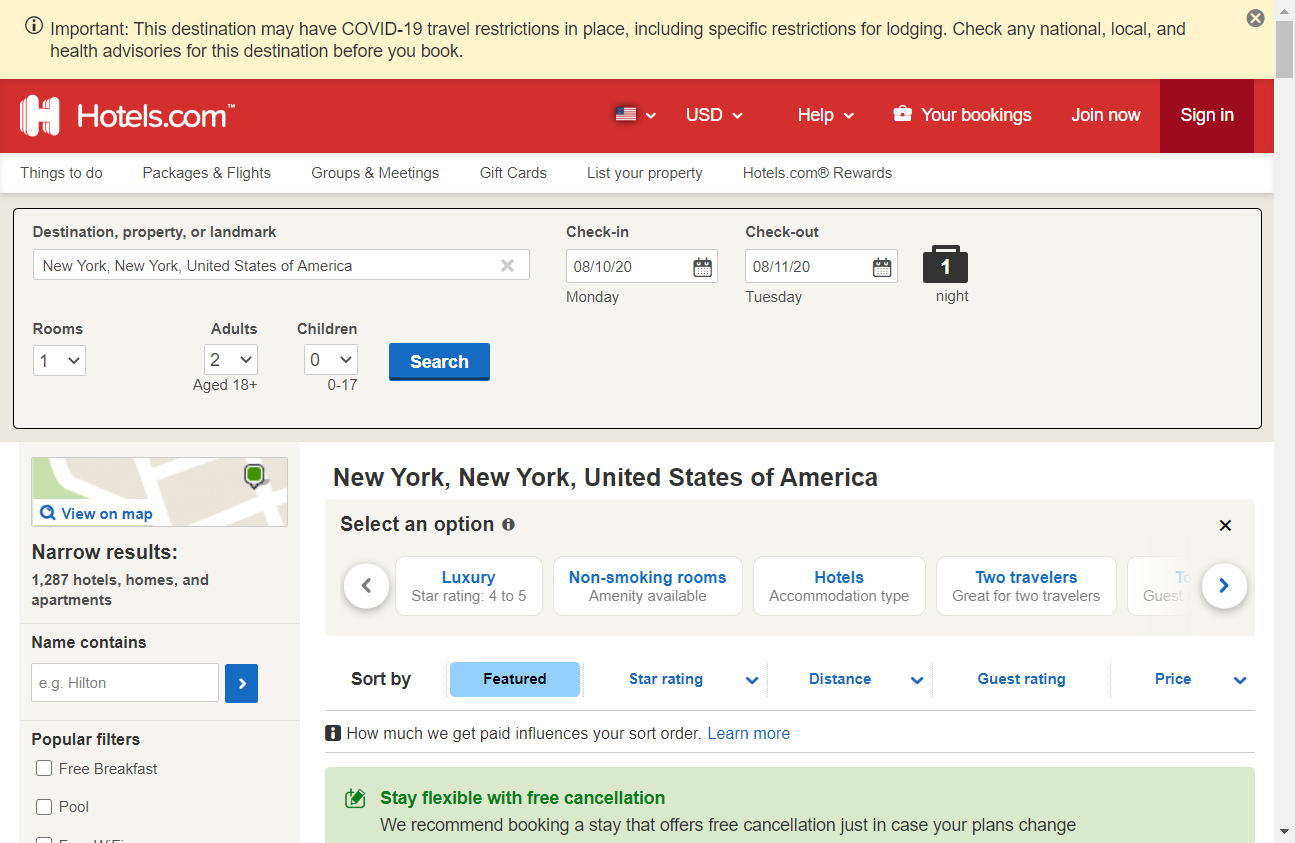 Important: This destination may have COVID-19 travel restrictions in place, including specific restrictions for lodging. Check any national, local, and
health advisories for this destination before you book.
Hotels.com™
USD
Help
Your bookings
Join now
Sign in
Things to do
Packages & Flights
Groups & Meetings
Gift Cards
List your property
Hotels.com® Rewards
Destination, property, or landmark
New York, New York, United States of America
Check-in
08/10/20
Monday
Check-out
08/11/20
Tuesday
1
night
Rooms
1
Adults
2
Aged 18+
Children
0
0-17
Search
View on map
Narrow results:
1,287 hotels, homes, and
apartments
Name contains
e.g. Hilton
Popular filters
Free Breakfast
Pool
New York, New York, United States of America
Select an option
Luxury
Star rating: 4 to 5
Non-smoking rooms
Amenity available
Hotels
Accommodation type
Two travelers
Great for two travelers
Guest
Sort by
Featured
Star rating
Distance
Guest rating
Price
How much we get paid influences your sort order. Learn more
Stay flexible with free cancellation
We recommend booking a stay that offers free cancellation just in case your plans change